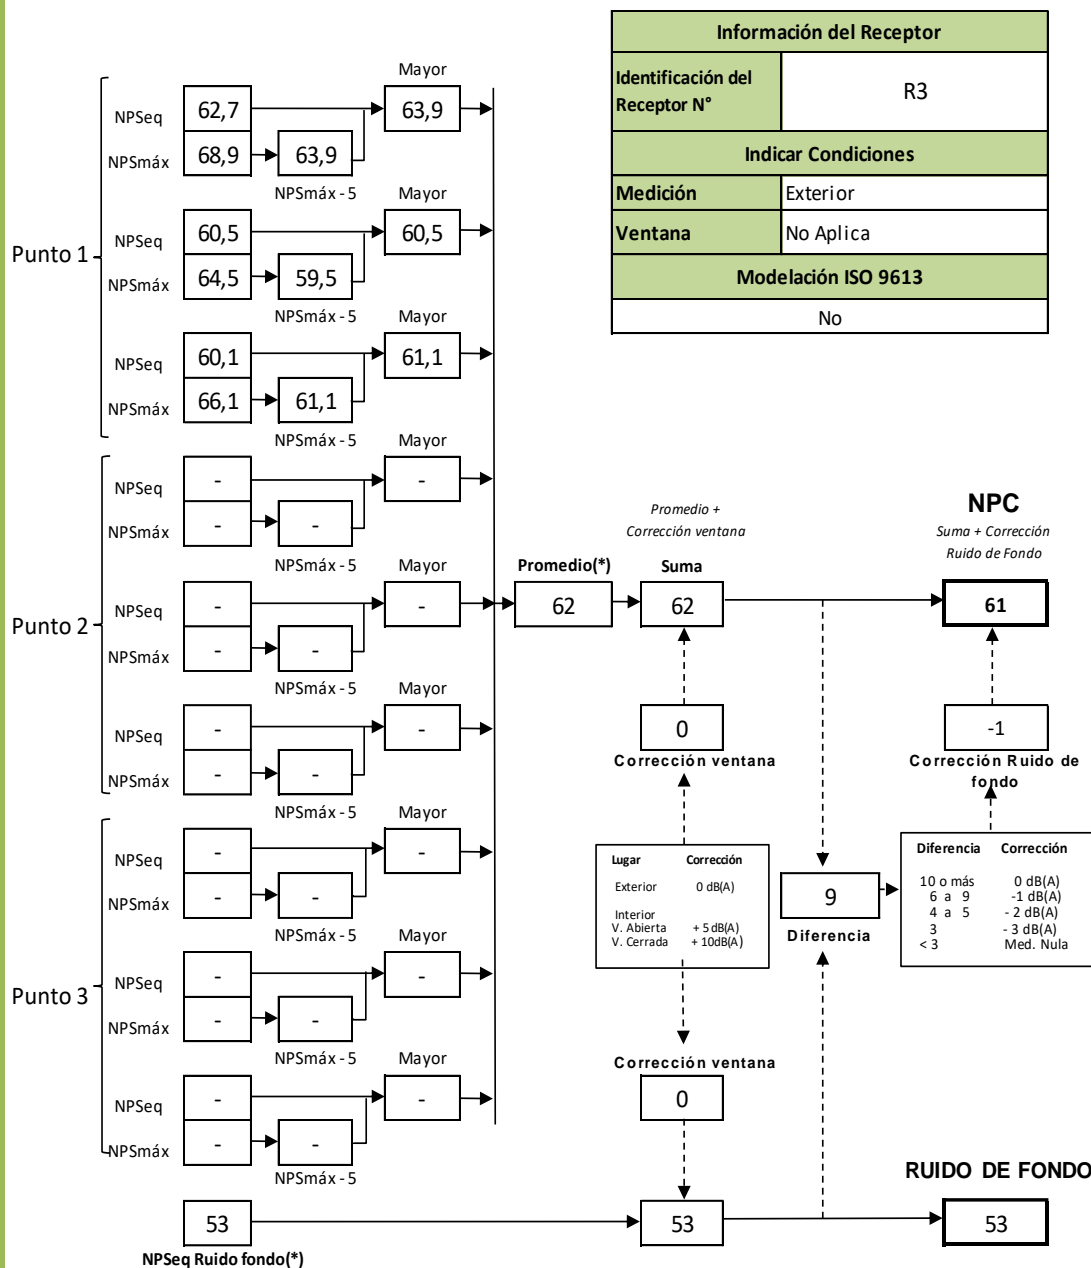 Información del Receptor
Identificación del
Receptor N°
R3
Indicar Condiciones
Medición Exterior
Ventana No Aplica
Modelación ISO 9613
No
Punto 1
Mayor
NPSeq 62,7 63,9
NPSmáx 68,9 63,9
NPSmáx - 5
Mayor
NPSeq 60,5 60,5
NPSmáx 64,5 59,5
NPSmáx - 5
Mayor
NPSeq 60,1 61,1
NPSmáx 66,1 61,1
NPSmáx - 5
Punto 2
Mayor
NPSeq - -
NPSmáx - -
NPSmáx - 5
Mayor
NPSeq - -
NPSmáx - -
NPSmáx - 5
Mayor
NPSeq - -
NPSmáx - -
NPSmáx - 5
Punto 3
Mayor
NPSeq - -
NPSmáx - -
NPSmáx - 5
Mayor
NPSeq - -
NPSmáx - -
NPSmáx - 5
Mayor
NPSeq - -
NPSmáx - -
NPSmáx - 5
Promedio(*)
62
Promedio +
Corrección ventana
Suma
62
NPC
Suma + Corrección
Ruido de Fondo
61
0
Corrección ventana
-1
Corrección Ruido de
fondo
Lugar Corrección
Exterior 0 dB(A)
Interior
V. Abierta + 5 dB(A)
V. Cerrada + 10dB(A)
9
Diferencia
Diferencia Corrección
10 o más 0 dB(A)
6 a 9 -1 dB(A)
4 a 5 - 2 dB(A)
3 - 3 dB(A)
< 3 Med. Nula
Corrección ventana
0
RUIDO DE FONDO
53 53 53
NPSeq Ruido fondo(*)